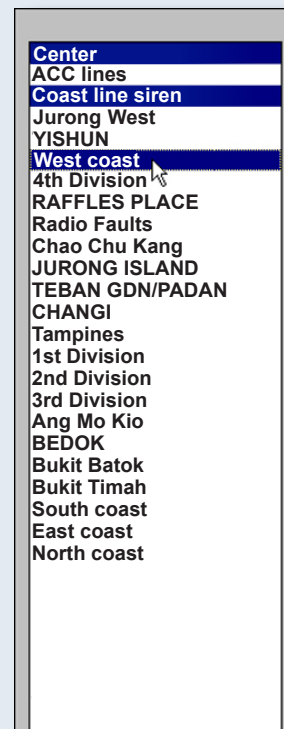 Center
ACC lines
Coast line siren
Jurong West
YISHUN
West coast
4th Division
RAFFLES PLACE
Radio Faults
Chao Chu Kang
JURONG ISLAND
TEBAN GDN/PADAN
CHANGI
Tampines
1st Division
2nd Division
3rd Division
Ang Mo Kio
BEDOK
Bukit Batok
Bukit Timah
South coast
East coast
North coast